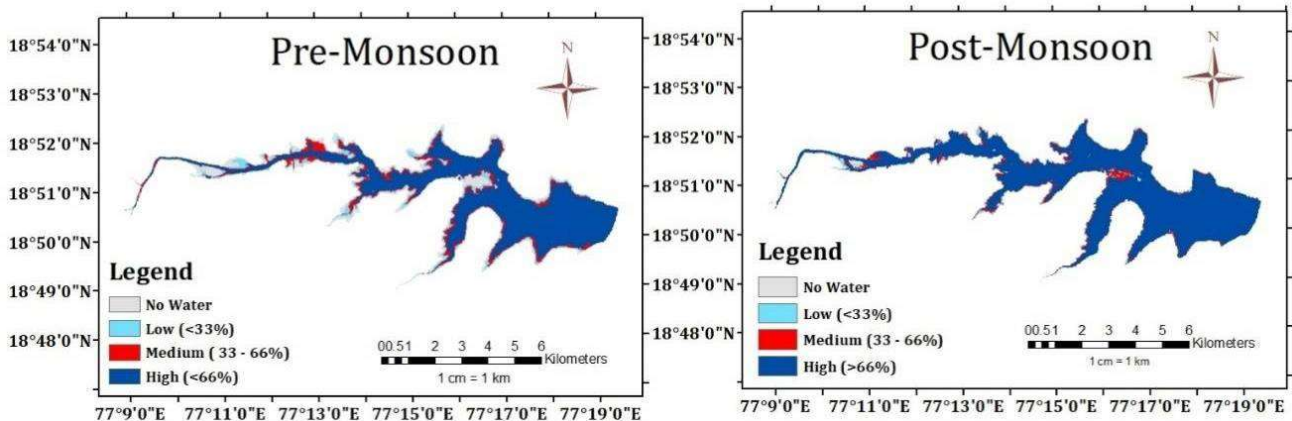 Pre-Monsoon
N
18°54'0"N
18°53'0"N
18°52'0"N
18°51'0"N
18°50'0"N
18°49'0"N
18°48'0"N
Legend
No Water
Low (<33%)
Medium ( 33 - 66%)
High (<66%)
00.51 2 3 4 5 6
Kilometers
1 cm = 1 km
77°9'0"E 77°11'0"E 77°13'0"E 77°15'0"E 77°17'0"E 77°19'0"E
Post-Monsoon
N
18°54'0"N
18°53'0"N
18°52'0"N
18°51'0"N
18°50'0"N
18°49'0"N
18°48'0"N
Legend
No Water
Low (<33%)
Medium (33 - 66%)
High (>66%)
00.51 2 3 4 5 6
Kilometers
1 cm = 1 km
77°9'0"E 77°11'0"E 77°13'0"E 77°15'0"E 77°17'0"E 77°19'0"E